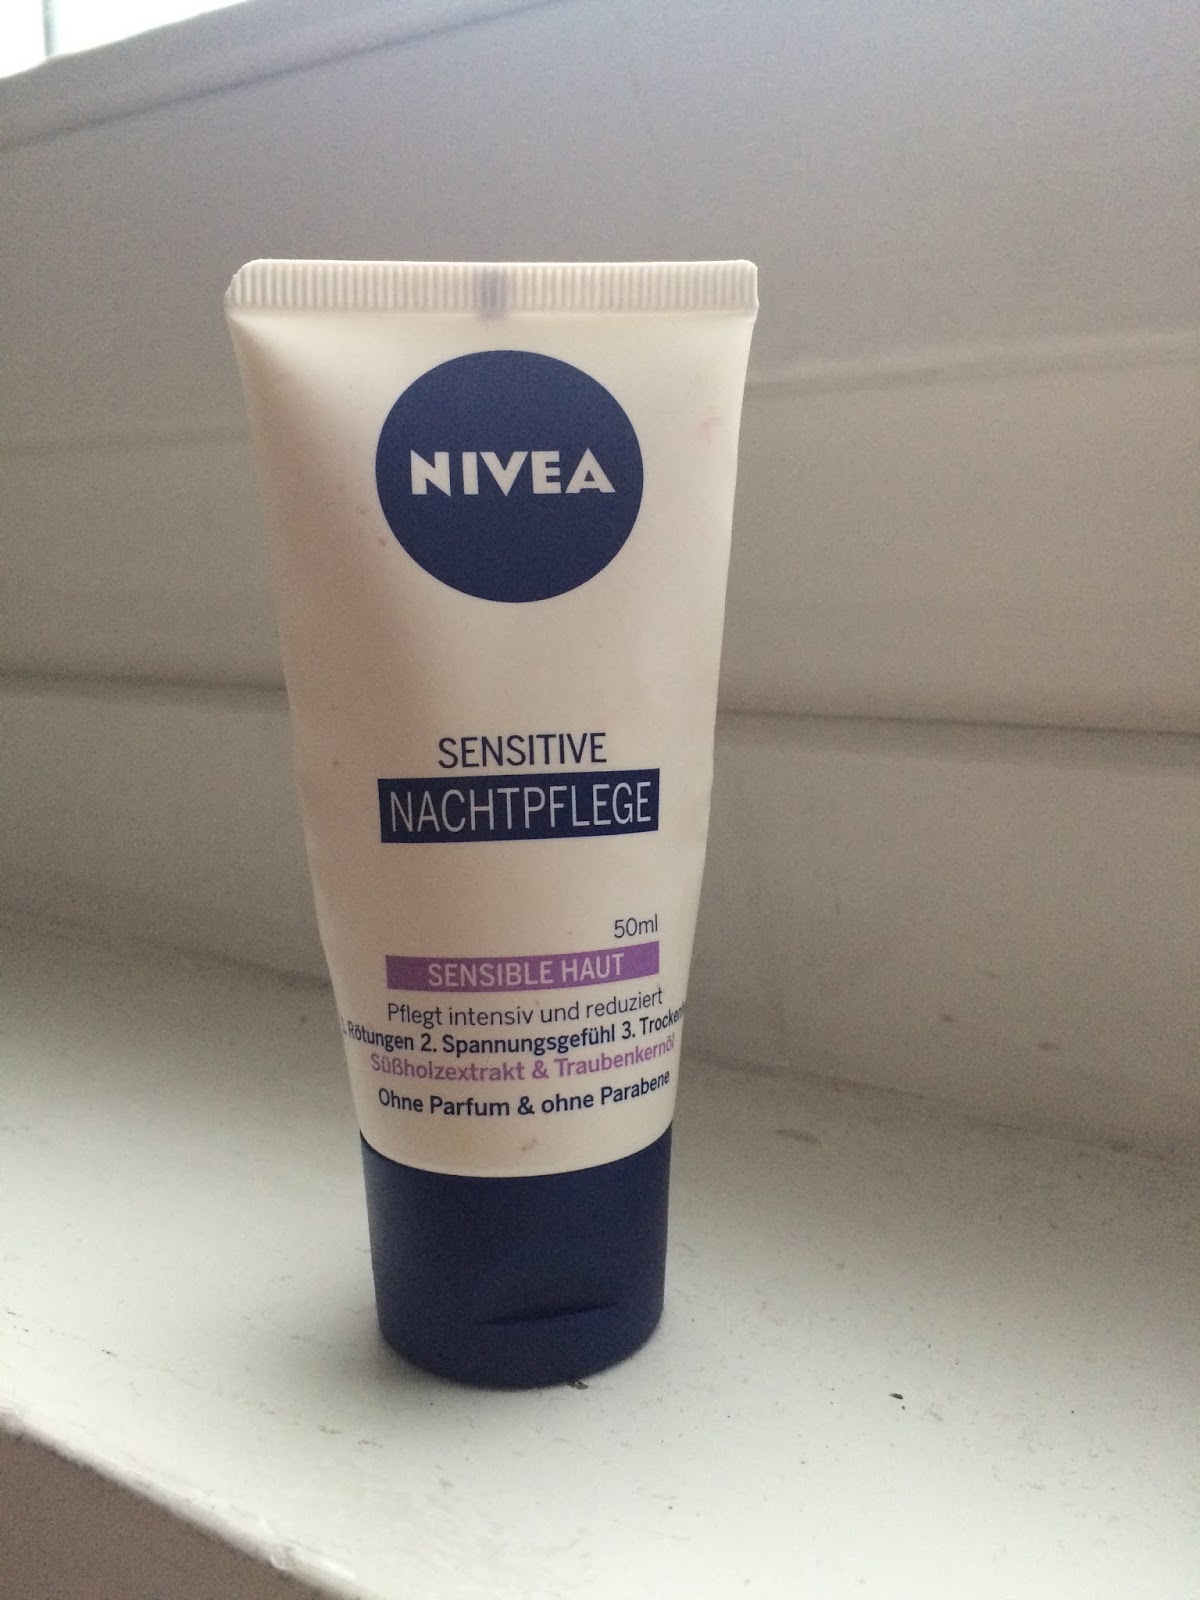 NIVEA
SENSITIVE
NACHTPFLEGE
50ml
SENSIBLE HAUT
Pflegt intensiv und reduziert
1. Rötungen 2. Spannungsgefühl 3.
Süßholzextrakt & Traubenkernöl
Ohne Parfum & ohne Parabene